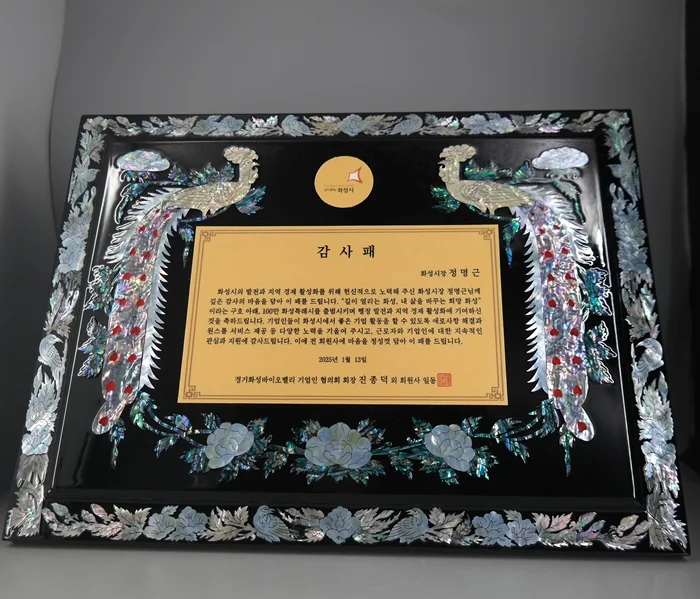 화성시
감 사 패
화성시장 정 명 근
화성시의 발전과 지역 경제 활성화를 위해 헌신적으로 노력해 주신 화성시장 정명근님께
깊은 감사의 마음을 담아 이 패를 드립니다. "길이 열리는 화성, 내 삶을 바꾸는 희망 화성"
이라는 구호 아래, 100만 화성특례시를 출범시키며 행정 발전과 지역 경제 활성화에 기여하신
것을 축하드립니다. 기업인들이 화성시에서 좋은 기업 활동을 할 수 있도록 애로사항 해결과
원스톱 서비스 제공 등 다양한 노력을 기울여 주시고, 근로자와 기업인에 대한 지속적인
관심과 지원에 감사드립니다. 이에 전 회원사에 마음을 정성껏 담아 이 패를 드립니다.
2025년 1월 13일
경기화성바이오밸리 기업인 협의회 회장 진 종 덕 외 회원사 일동